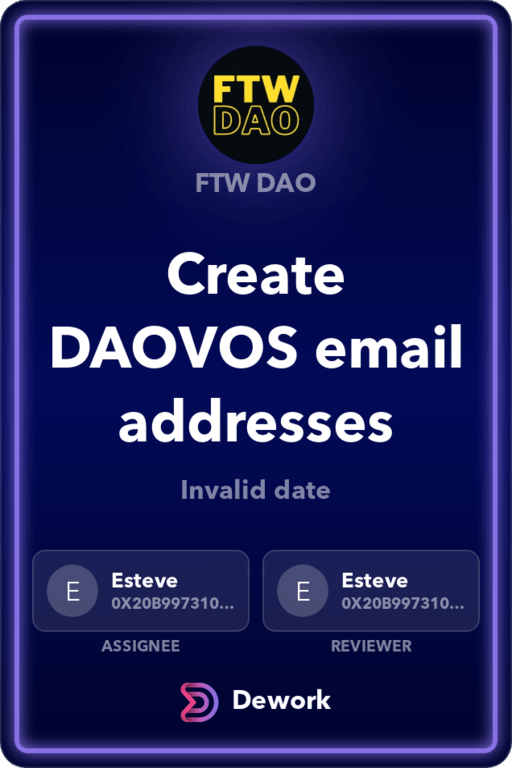 FTW
DAO
FTW DAO
Create
DAOVOS email
addresses
Invalid date
E
Esteve
0X20B997310...
ASSIGNEE
E
Esteve
0X20B997310...
REVIEWER
Dework